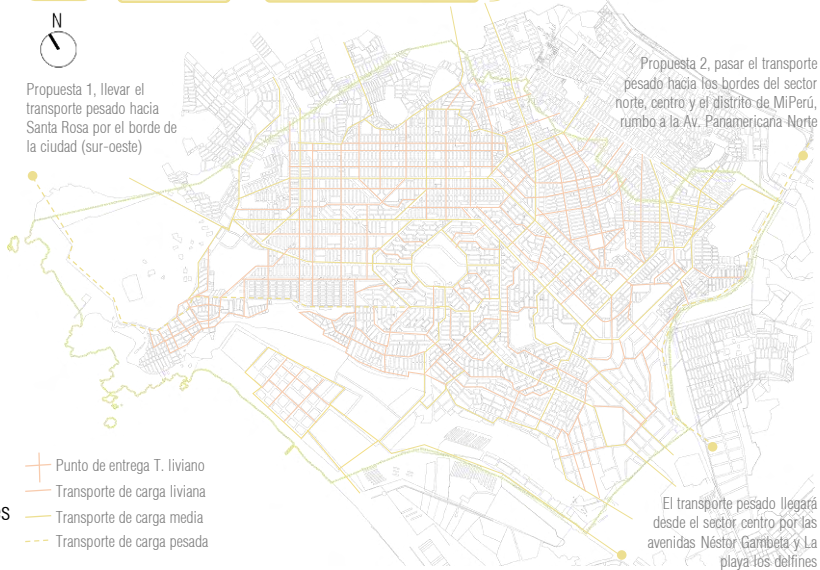 N
Propuesta 1, llevar el
transporte pesado hacia
Santa Rosa por el borde de
la ciudad (sur-oeste)
Propuesta 2, pasar el transporte
pesado hacia los bordes del sector
norte, centro y el distrito de MiPerú,
rumbo a la Av. Panamericana Norte
Punto de entrega T. liviano
Transporte de carga liviana
Transporte de carga media
Transporte de carga pesada
es
El transporte pesado llegará
desde el sector centro por las
avenidas Néstor Gambeta y La
playa los delfines